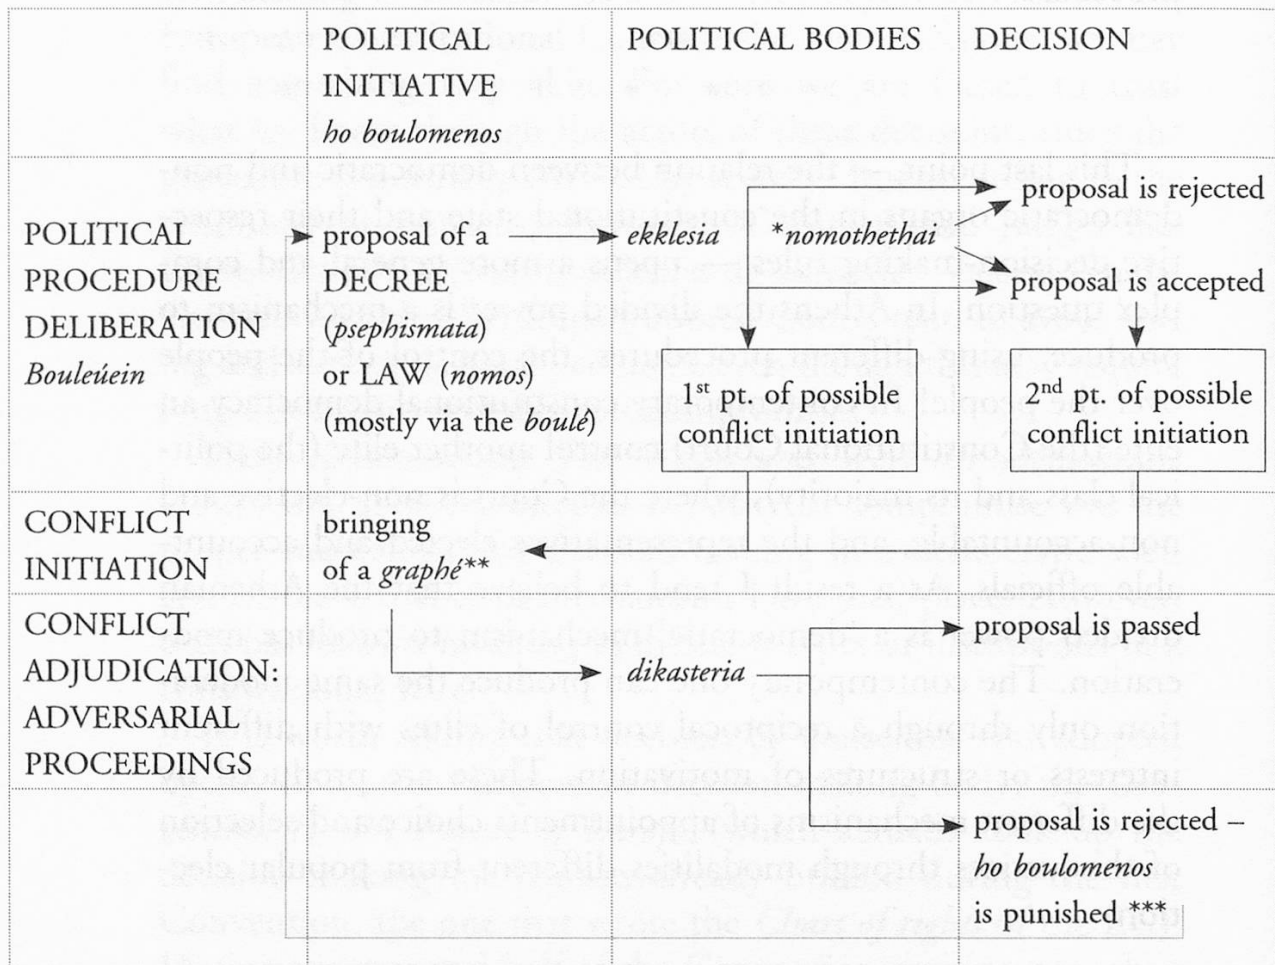 POLITICAL
INITIATIVE
ho boulomenos
POLITICAL BODIES
DECISION
POLITICAL
PROCEDURE
DELIBERATION
Bouleúein
proposal of a
DECREE
(psephismata)
or LAW (nomos)
(mostly via the boulé)
ekklesia
*nomothethai
proposal is rejected
proposal is accepted
1st pt. of possible
conflict initiation
2nd pt. of possible
conflict initiation
CONFLICT
INITIATION
bringing
of a graphé**
CONFLICT
ADJUDICATION:
ADVERSARIAL
PROCEEDINGS
dikasteria
proposal is passed
proposal is rejected –
ho boulomenos
is punished ***